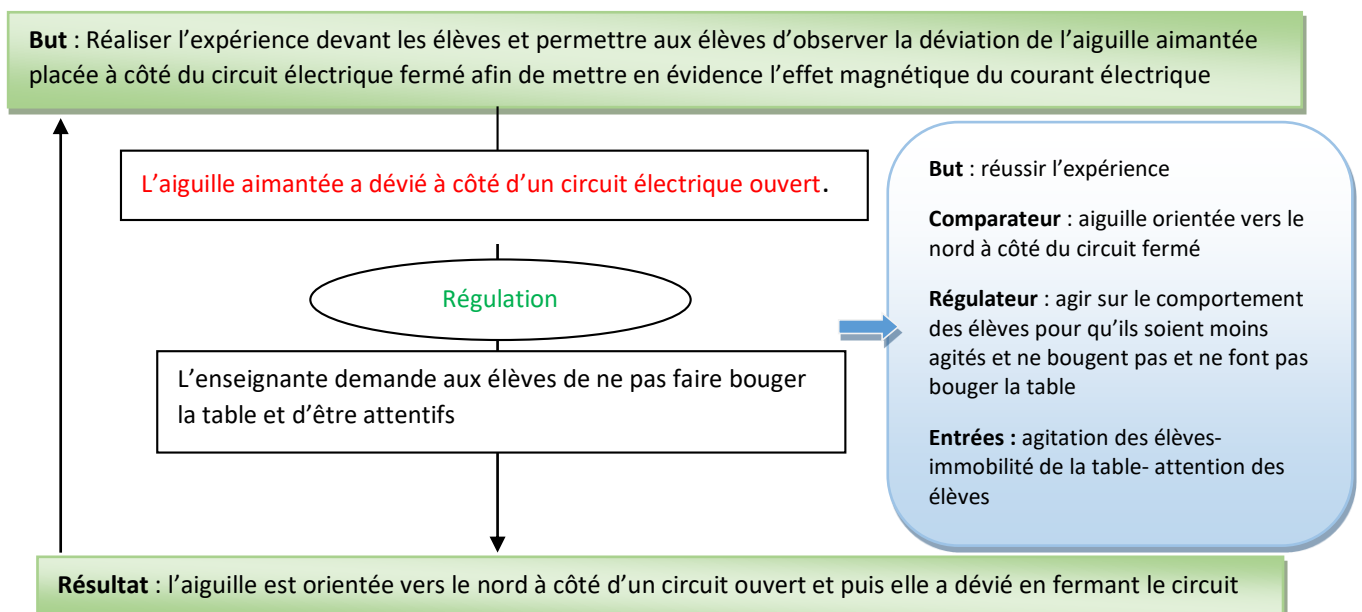 But : Réaliser l’expérience devant les élèves et permettre aux élèves d’observer la déviation de l’aiguille aimantée
placée à côté du circuit électrique fermé afin de mettre en évidence l’effet magnétique du courant électrique
L’aiguille aimantée a dévié à côté d’un circuit électrique ouvert.
Régulation
L’enseignante demande aux élèves de ne pas faire bouger
la table et d’être attentifs
But : réussir l’expérience
Comparateur : aiguille orientée vers le
nord à côté du circuit fermé
Régulateur : agir sur le comportement
des élèves pour qu’ils soient moins
agités et ne bougent pas et ne font pas
bouger la table
Entrées : agitation des élèves-
immobilité de la table- attention des
élèves
Résultat : l’aiguille est orientée vers le nord à côté d’un circuit ouvert et puis elle a dévié en fermant le circuit